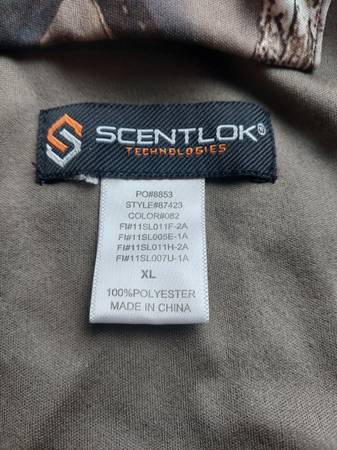 SCENTLOK®
TECHNOLOGIES
PO#8853
STYLE#87423
COLOR#082
FI#11SL011F-2A
FI#11SL005E-1A
FI#11SL011H-2A
FI#11SL007U-1A
XL
100%POLYESTER
MADE IN CHINA